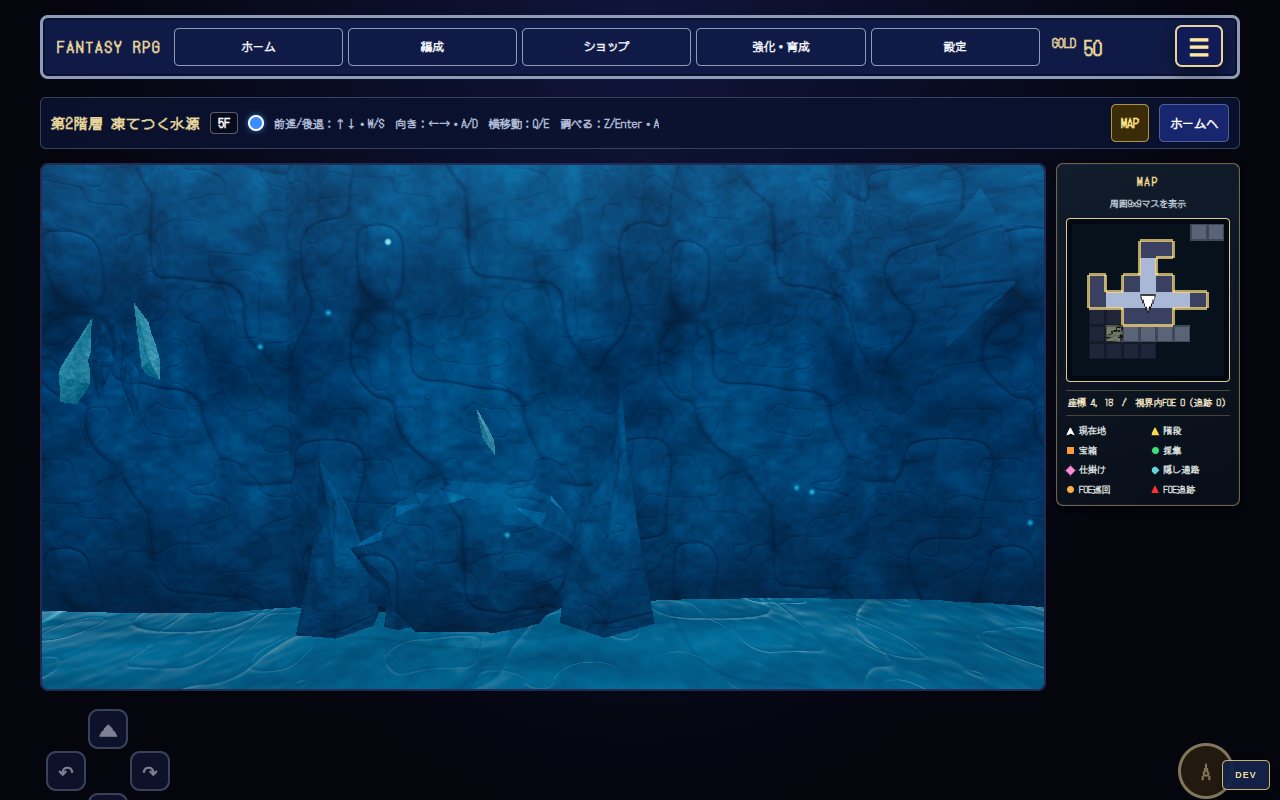 FANTASY RPG
ホーム
編成
ショップ
強化・育成
設定
GOLD 50
第2階層 凍てつく水源
5F
前進/後退：↑↓・W/S 向き：←→・A/D 横移動：Q/E 調べる：Z/Enter・A
MAP
ホームへ
MAP
周囲9x9マスを表示
座標 4, 18 / 視界内FOE 0 (追跡 0)
現在地
階段
宝箱
採集
仕掛け
隠し通路
FOE巡回
FOE追跡
A
DEV